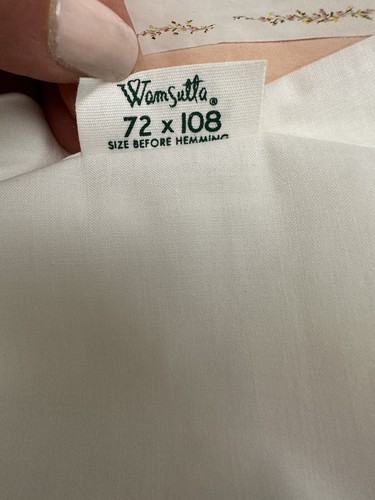 Wamsutta®
72 x 108
SIZE BEFORE HEMMING